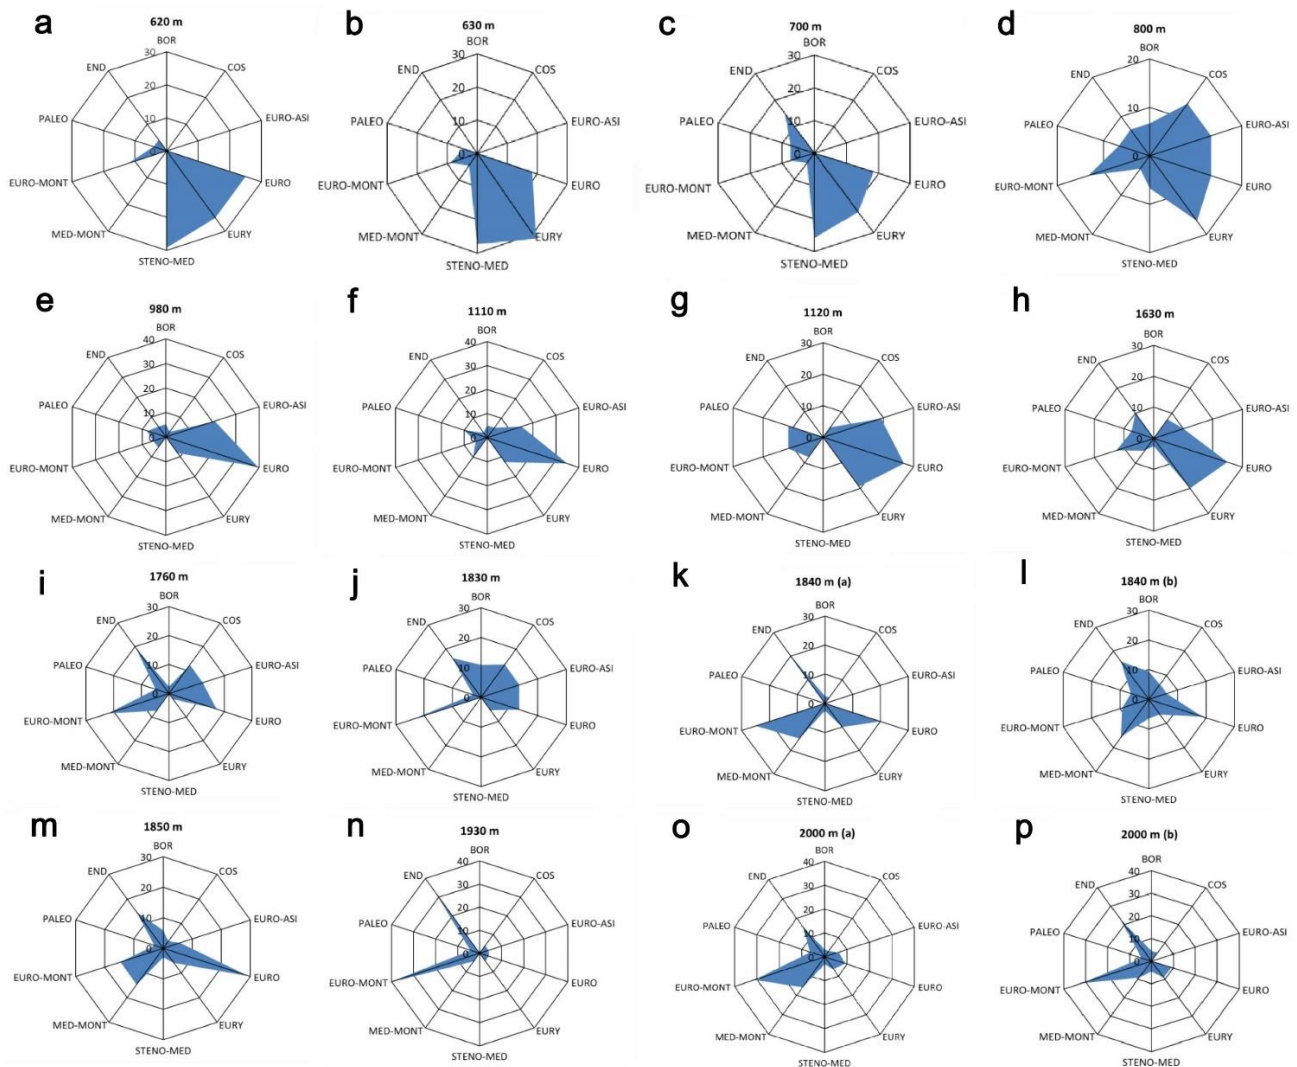 a
620 m
BOR
30
END
COS
20
PALEO
10
EURO-ASI
0
EURO-MONT
EURO
MED-MONT
EURY
STENO-MED
b
630 m
BOR
30
END
COS
20
PALEO
10
EURO-ASI
0
EURO-MONT
EURO
MED-MONT
EURY
STENO-MED
c
700 m
BOR
30
END
COS
20
PALEO
10
EURO-ASI
0
EURO-MONT
EURO
MED-MONT
EURY
STENO-MED
d
800 m
BOR
20
END
COS
10
PALEO
EURO-ASI
0
EURO-MONT
EURO
MED-MONT
EURY
STENO-MED
e
980 m
BOR
40
END
COS
30
20
PALEO
EURO-ASI
10
0
EURO-MONT
EURO
MED-MONT
EURY
STENO-MED
f
1110 m
BOR
40
END
COS
30
20
PALEO
EURO-ASI
10
0
EURO-MONT
EURO
MED-MONT
EURY
STENO-MED
g
1120 m
BOR
30
END
COS
20
PALEO
EURO-ASI
10
0
EURO-MONT
EURO
MED-MONT
EURY
STENO-MED
h
1630 m
BOR
30
END
COS
20
PALEO
EURO-ASI
10
0
EURO-MONT
EURO
MED-MONT
EURY
STENO-MED
i
1760 m
BOR
30
END
COS
20
PALEO
EURO-ASI
10
0
EURO-MONT
EURO
MED-MONT
EURY
STENO-MED
j
1830 m
BOR
30
END
COS
20
PALEO
EURO-ASI
10
0
EURO-MONT
EURO
MED-MONT
EURY
STENO-MED
k
1840 m (a)
BOR
30
END
COS
20
PALEO
EURO-ASI
10
0
EURO-MONT
EURO
MED-MONT
EURY
STENO-MED
l
1840 m (b)
BOR
30
END
COS
20
PALEO
EURO-ASI
10
0
EURO-MONT
EURO
MED-MONT
EURY
STENO-MED
m
1850 m
BOR
30
END
COS
20
PALEO
EURO-ASI
10
0
EURO-MONT
EURO
MED-MONT
EURY
STENO-MED
n
1930 m
BOR
40
END
COS
30
20
PALEO
EURO-ASI
10
0
EURO-MONT
EURO
MED-MONT
EURY
STENO-MED
o
2000 m (a)
BOR
40
END
COS
30
20
PALEO
EURO-ASI
10
0
EURO-MONT
EURO
MED-MONT
EURY
STENO-MED
p
2000 m (b)
BOR
40
END
COS
30
20
PALEO
EURO-ASI
10
0
EURO-MONT
EURO
MED-MONT
EURY
STENO-MED